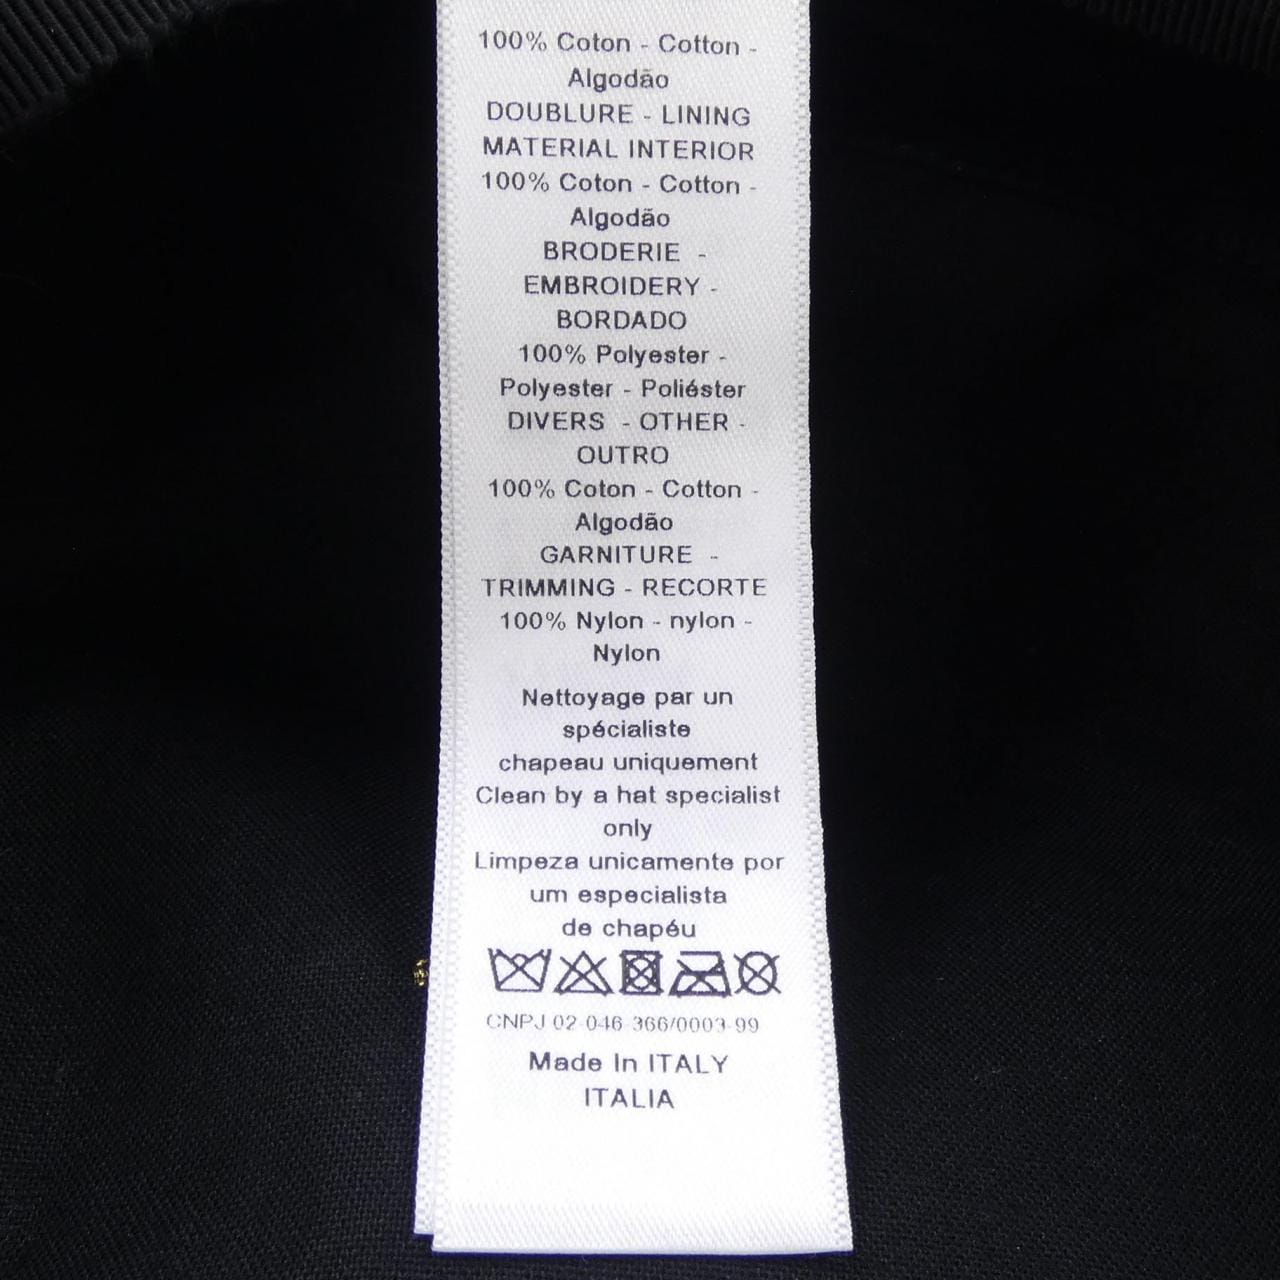 100% Coton - Cotton -
Algodão
DOUBLURE - LINING
MATERIAL INTERIOR
100% Coton - Cotton -
Algodão
BRODERIE -
EMBROIDERY -
BORDADO
100% Polyester -
Polyester - Poliéster
DIVERS - OTHER -
OUTRO
100% Coton - Cotton -
Algodão
GARNITURE -
TRIMMING - RECORTE
100% Nylon - nylon -
Nylon
Nettoyage par un
spécialiste
chapeau uniquement
Clean by a hat specialist
only
Limpeza unicamente por
um especialista
de chapéu
CNPJ 02-046-366/0003-99
Made In ITALY
ITALIA